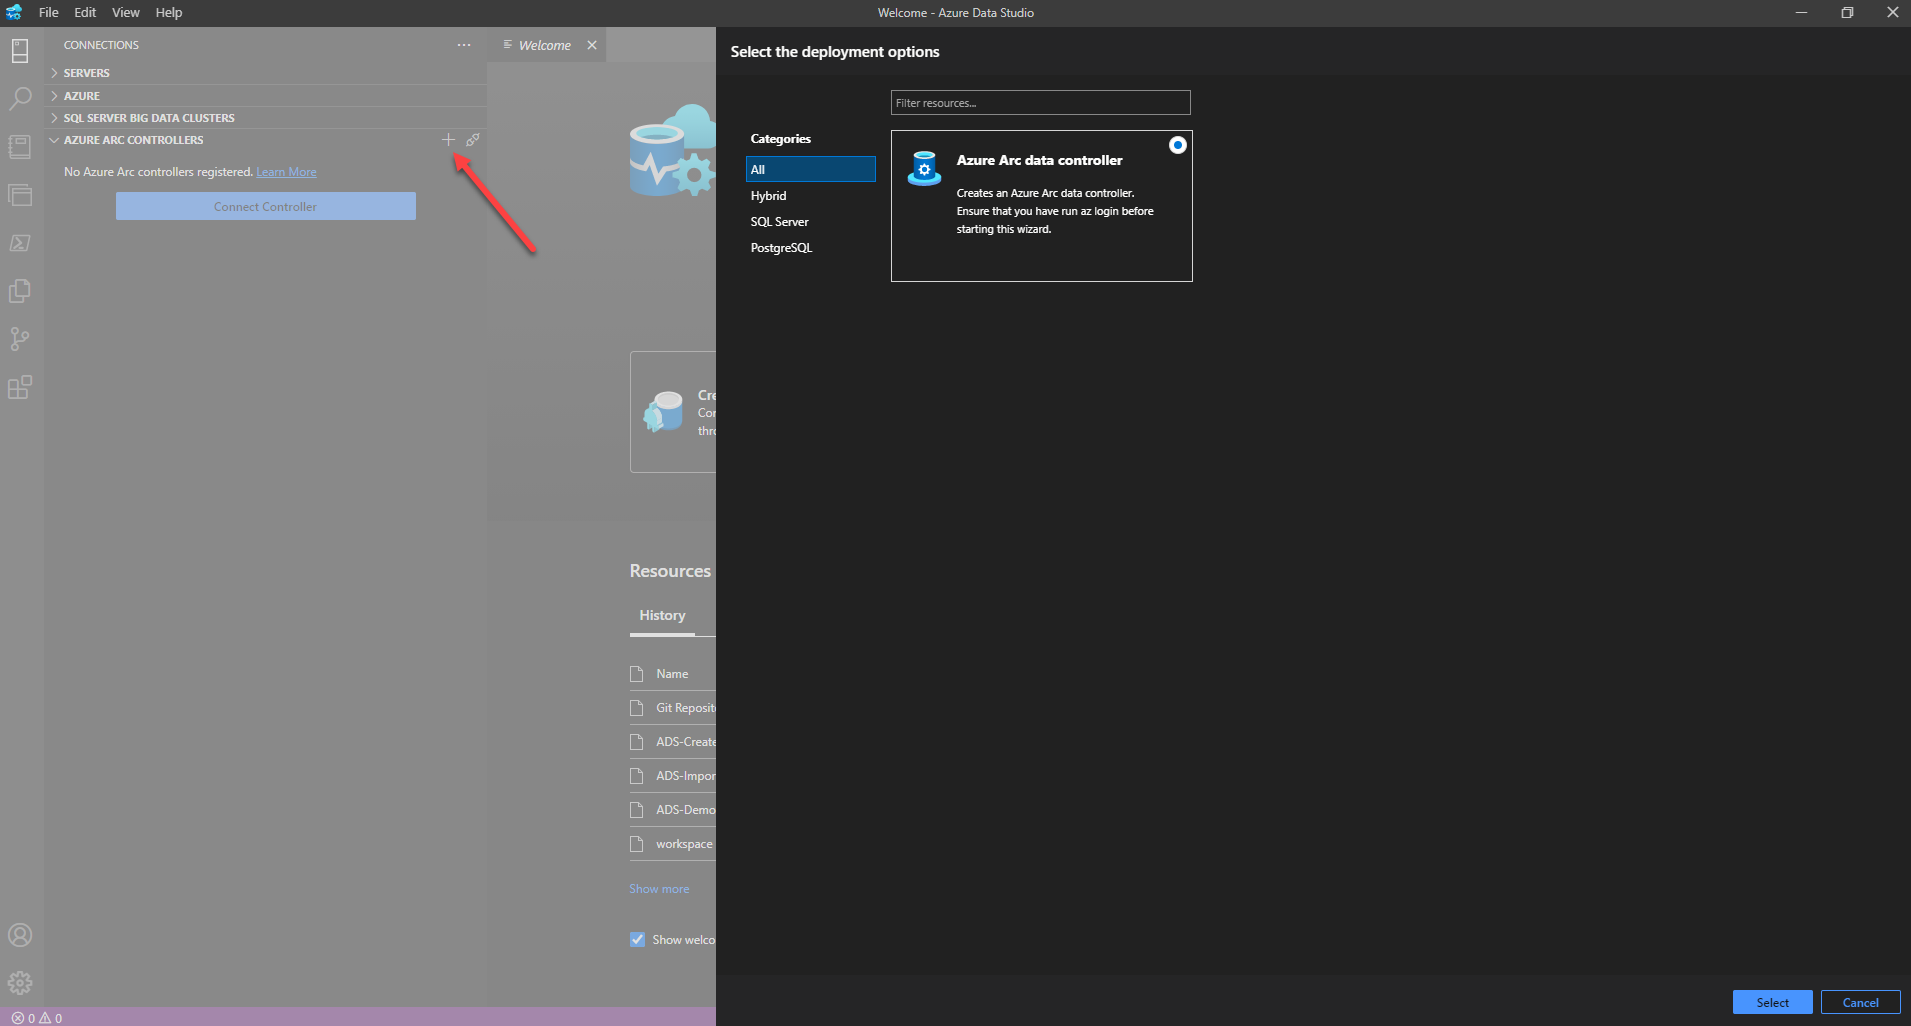 File Edit View Help
Welcome - Azure Data Studio
CONNECTIONS
SERVERS
AZURE
SQL SERVER BIG DATA CLUSTERS
AZURE ARC CONTROLLERS
No Azure Arc controllers registered. Learn More
Connect Controller
Welcome
Cre
Con
thro
Resources
History
Name
Git Reposito
ADS-Create
ADS-Impor
ADS-Demo
workspace
Show more
Show welco
0 0
Select the deployment options
Filter resources...
Categories
All
Hybrid
SQL Server
PostgreSQL
Azure Arc data controller
Creates an Azure Arc data controller.
Ensure that you have run az login before
starting this wizard.
Select
Cancel